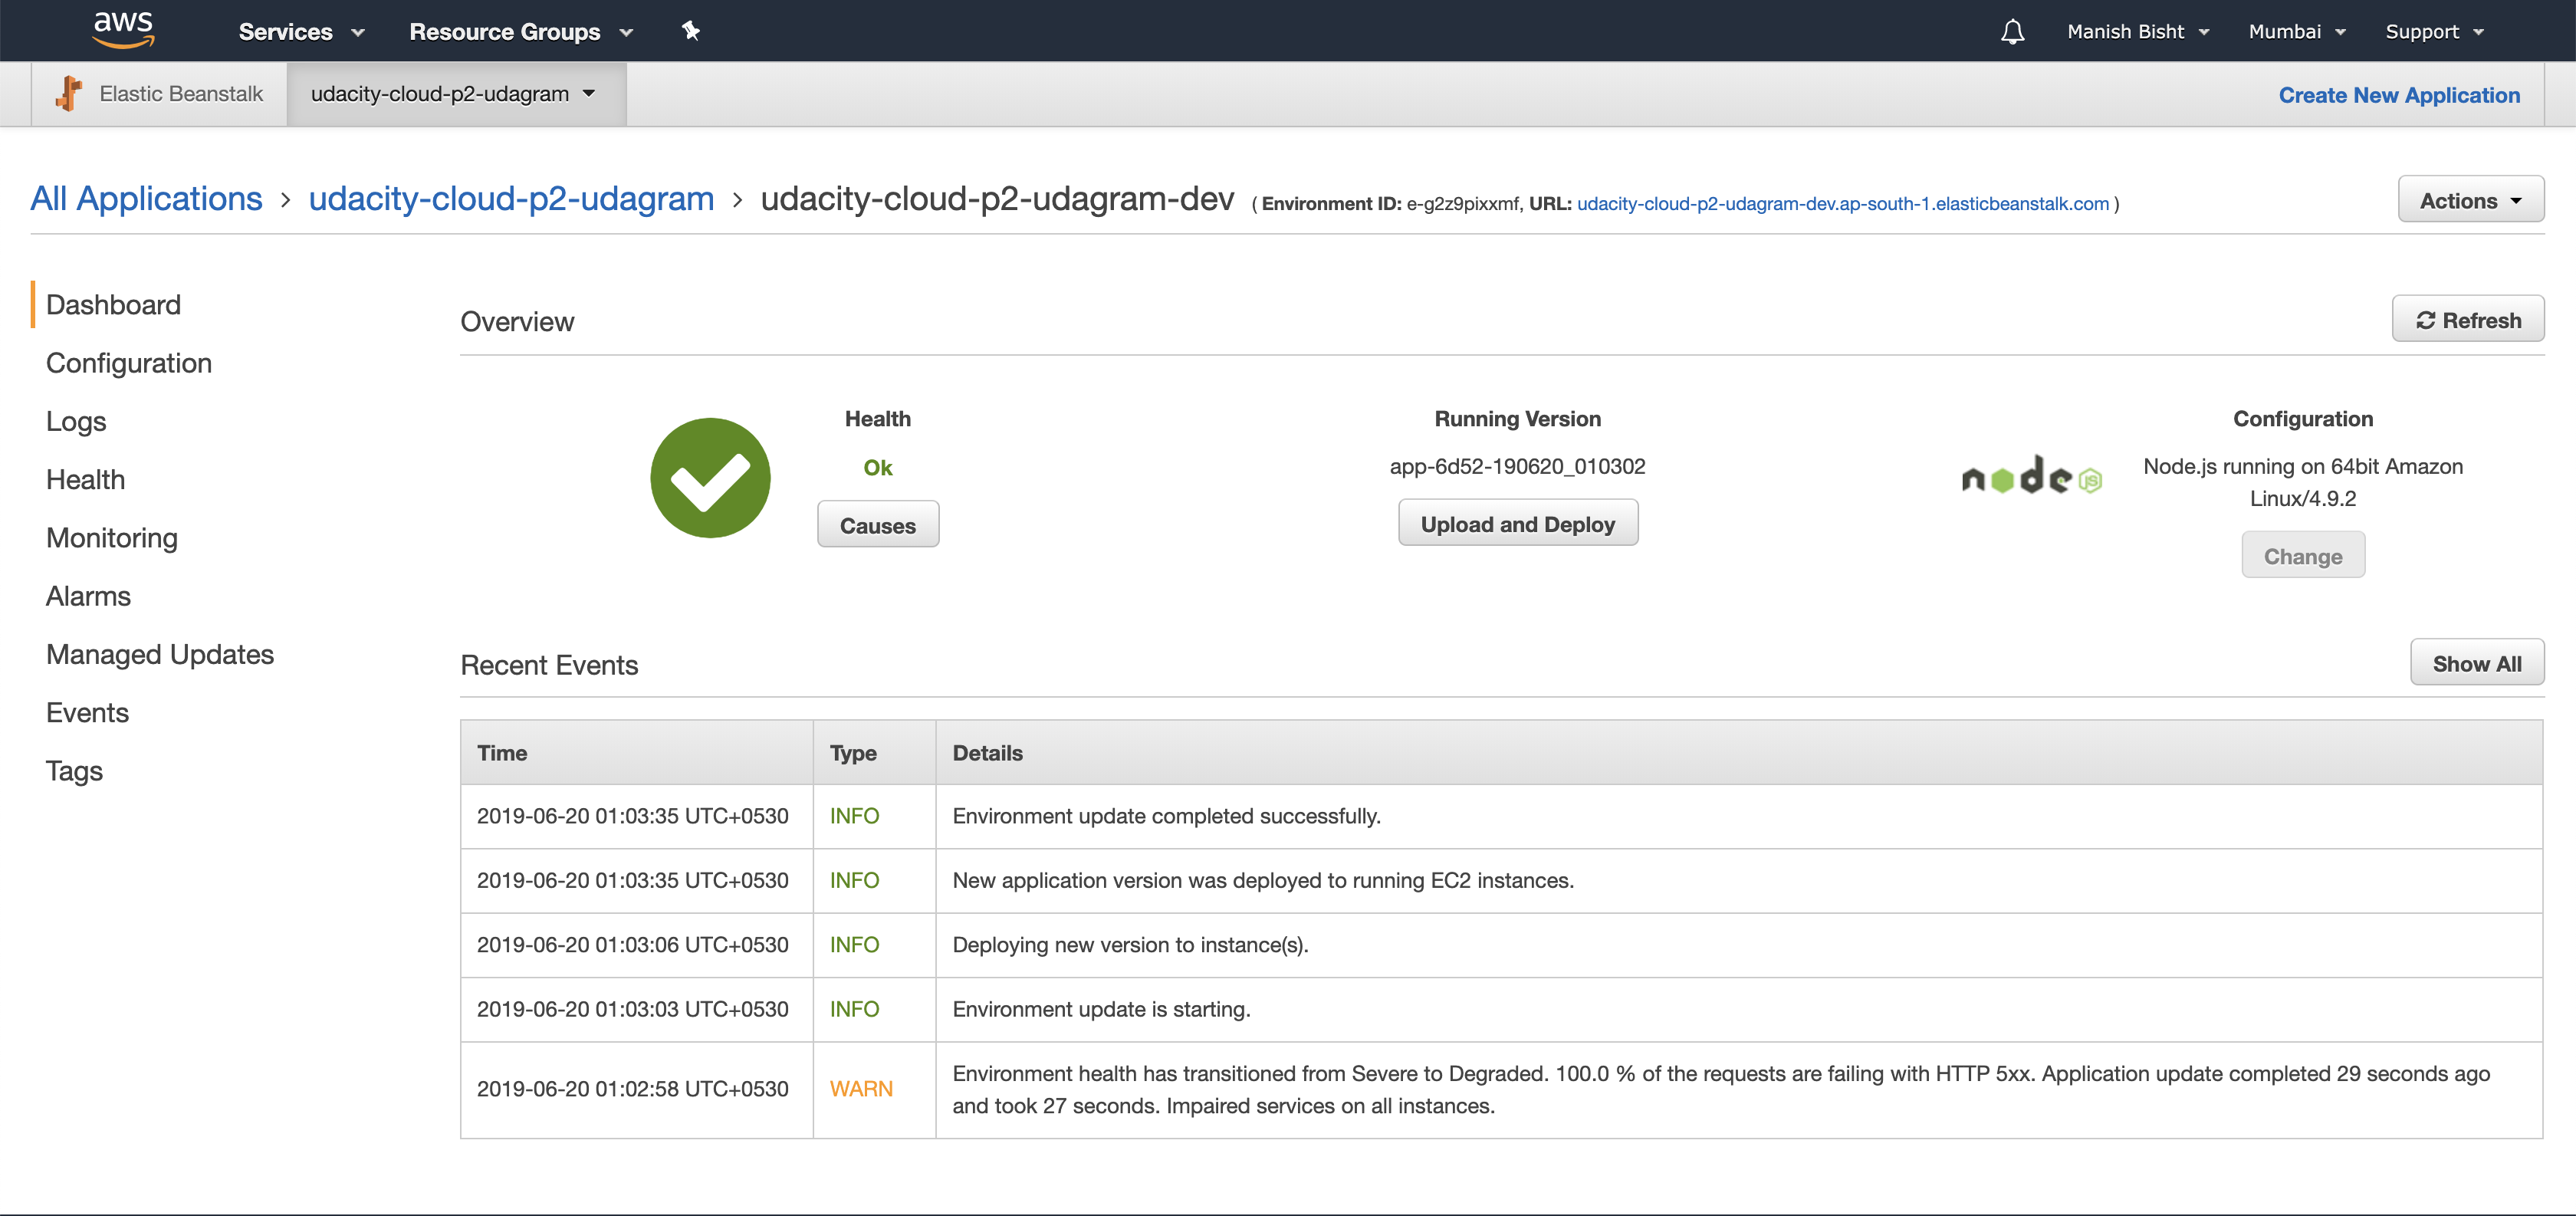 aws Services Resource Groups Manish Bisht Mumbai Support
Elastic Beanstalk udacity-cloud-p2-udagram Create New Application
All Applications > udacity-cloud-p2-udagram > udacity-cloud-p2-udagram-dev ( Environment ID: e-g2z9pixxmf, URL: udacity-cloud-p2-udagram-dev.ap-south-1.elasticbeanstalk.com ) Actions
Dashboard
Configuration
Logs
Health
Monitoring
Alarms
Managed Updates
Events
Tags
Overview Refresh
Health
Ok
Causes
Running Version
app-6d52-190620_010302
Upload and Deploy
node JS
Configuration
Node.js running on 64bit Amazon
Linux/4.9.2
Change
Recent Events Show All
Time Type Details
2019-06-20 01:03:35 UTC+0530 INFO Environment update completed successfully.
2019-06-20 01:03:35 UTC+0530 INFO New application version was deployed to running EC2 instances.
2019-06-20 01:03:06 UTC+0530 INFO Deploying new version to instance(s).
2019-06-20 01:03:03 UTC+0530 INFO Environment update is starting.
2019-06-20 01:02:58 UTC+0530 WARN Environment health has transitioned from Severe to Degraded. 100.0 % of the requests are failing with HTTP 5xx. Application update completed 29 seconds ago
and took 27 seconds. Impaired services on all instances.